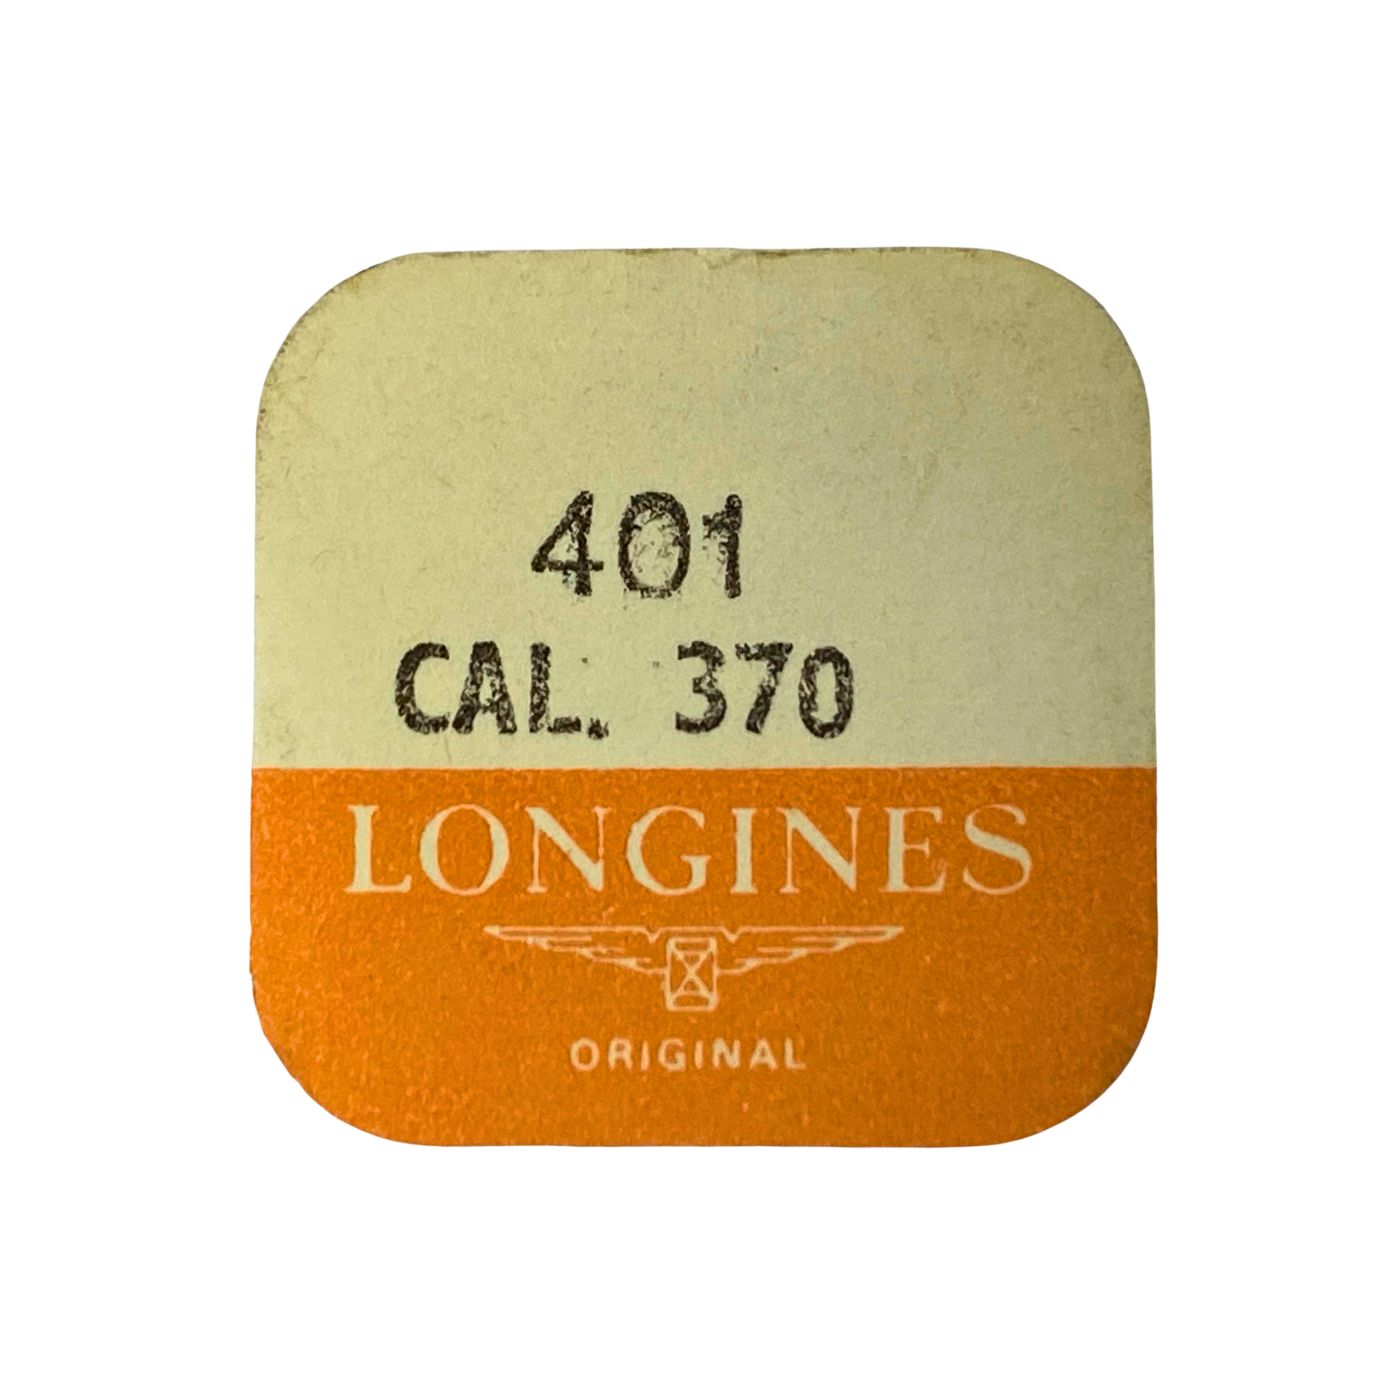 401
CAL. 370
LONGINES
ORIGINAL